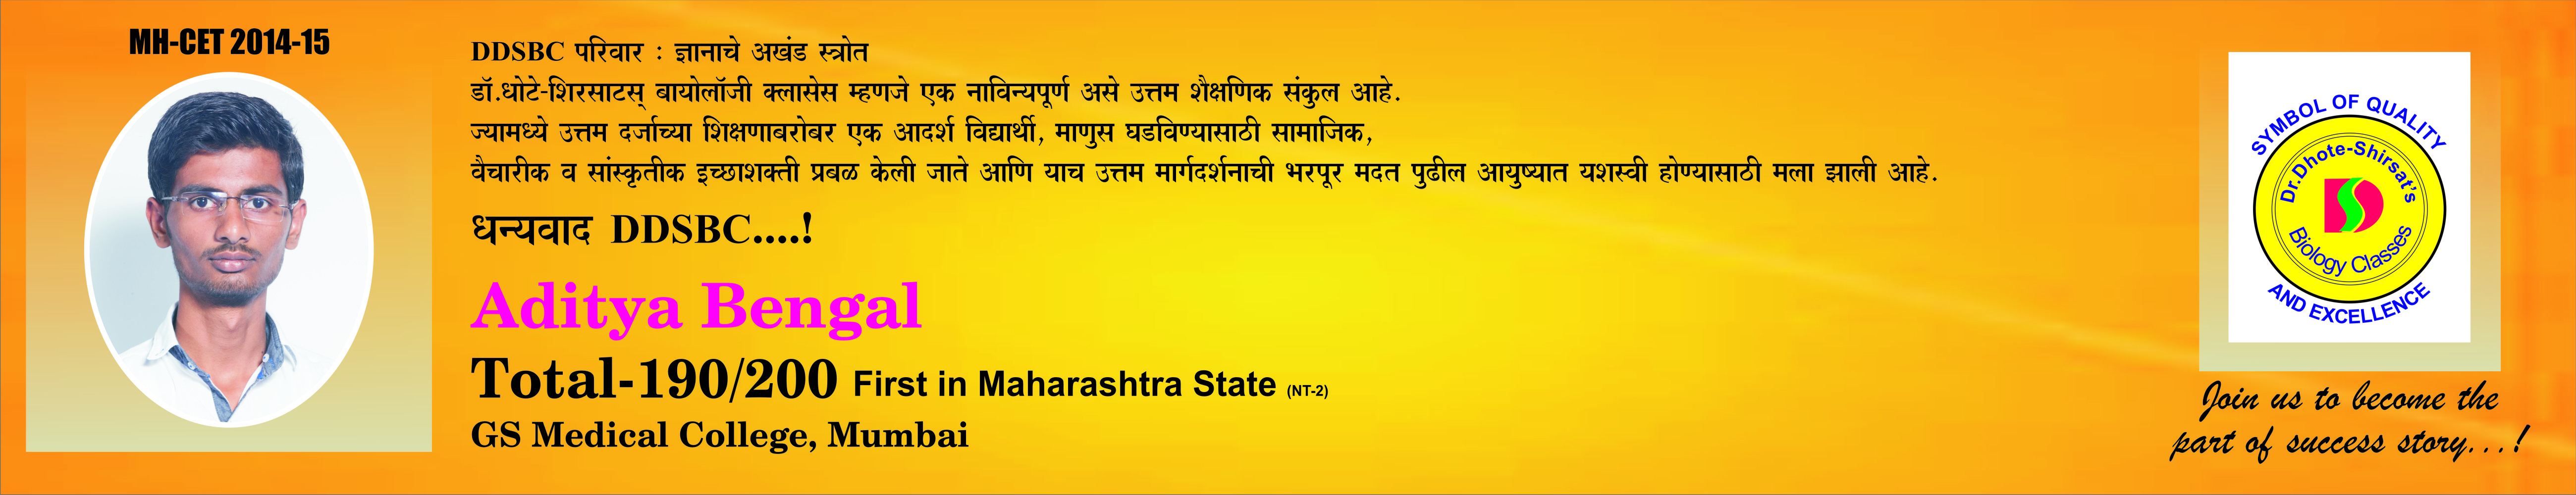 MH-CET 2014-15
DDSBC परिवार : ज्ञानाचे अखंड स्त्रोत
डॉ.धोटे-शिरसाटस् बायोलॉजी क्लासेस म्हणजे एक नाविन्यपूर्ण असे उत्तम शैक्षणिक संकुल आहे.
ज्यामध्ये उत्तम दर्जाच्या शिक्षणाबरोबर एक आदर्श विद्यार्थी, माणुस घडविण्यासाठी सामाजिक,
वैचारीक व सांस्कृतीक इच्छाशक्ती प्रबळ केली जाते आणि याच उत्तम मार्गदर्शनाची भरपूर मदत पुढील आयुष्यात यशस्वी होण्यासाठी मला झाली आहे.
धन्यवाद DDSBC....!
Aditya Bengal
Total-190/200 First in Maharashtra State (NT-2)
GS Medical College, Mumbai
SYMBOL OF QUALITY
Dr.Dhote-Shirsat's
Biology Classes
AND EXCELLENCE
Join us to become the
part of success story...!